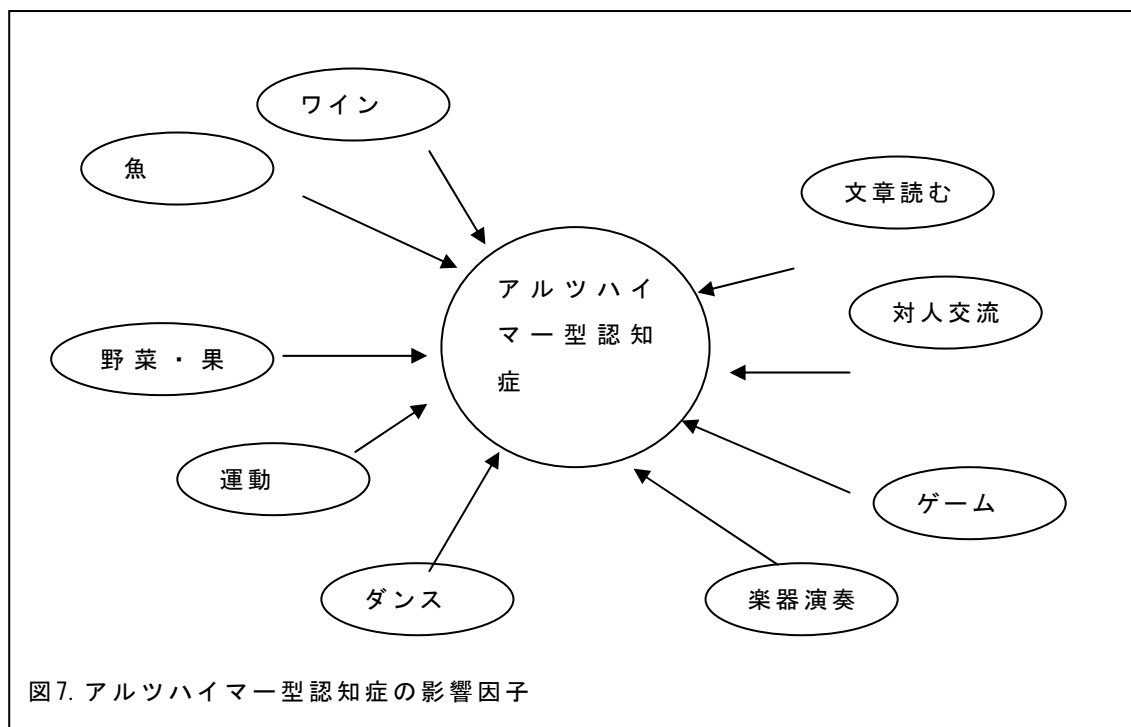 ワイン
魚
文章読む
アルツハイ
マー型認知
症
対人交流
野菜・果
運動
ゲーム
ダンス
楽器演奏
図7. アルツハイマー型認知症の影響因子